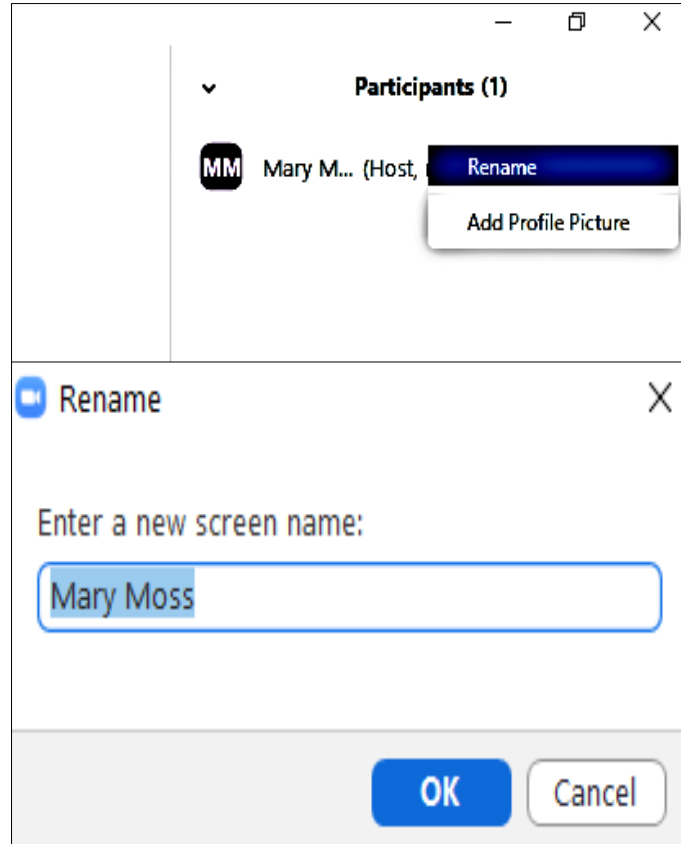 Participants (1)
MM Mary M... (Host, Rename
Add Profile Picture
Rename
Enter a new screen name:
Mary Moss
OK Cancel